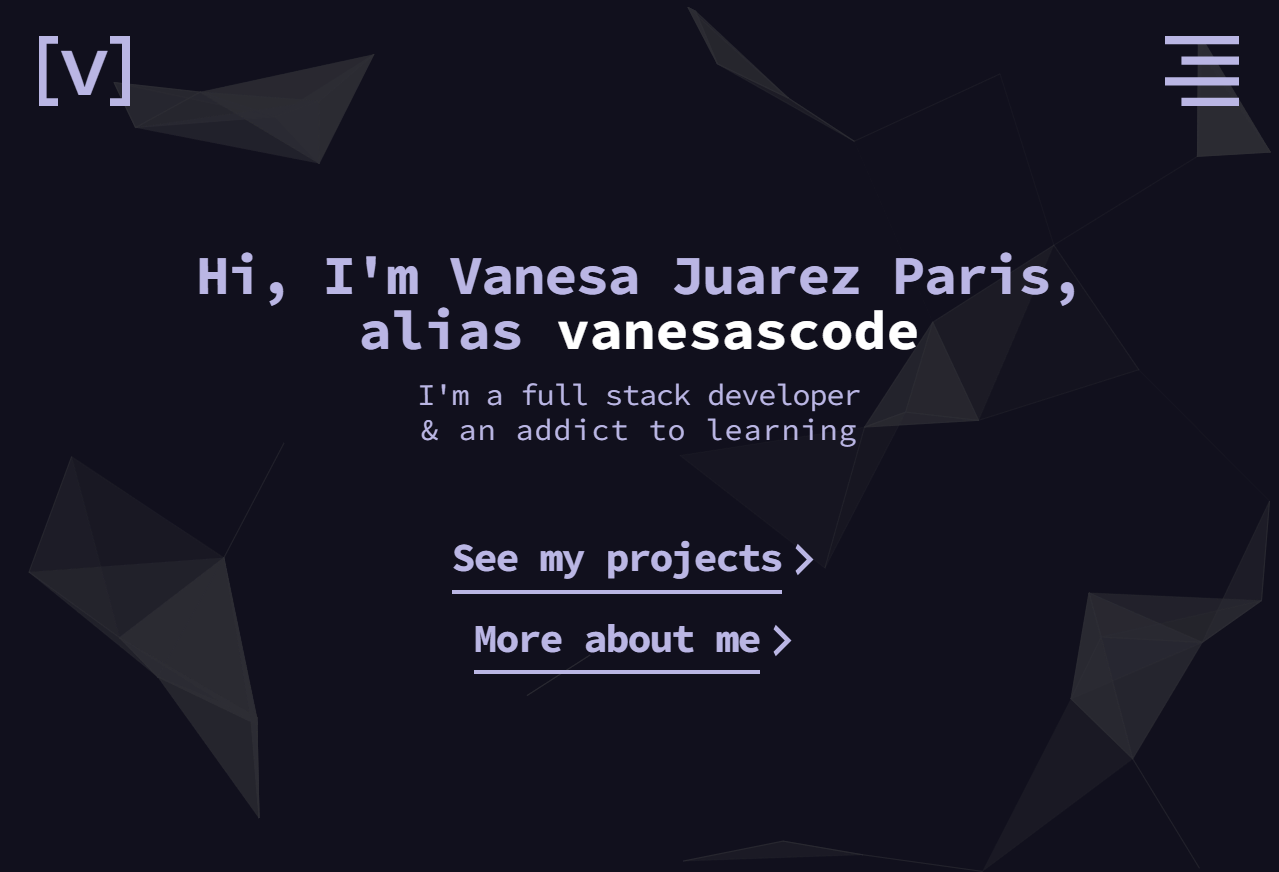 [V]
Hi, I'm Vanesa Juarez Paris,
alias vanesascode
I'm a full stack developer
& an addict to learning
See my projects
More about me